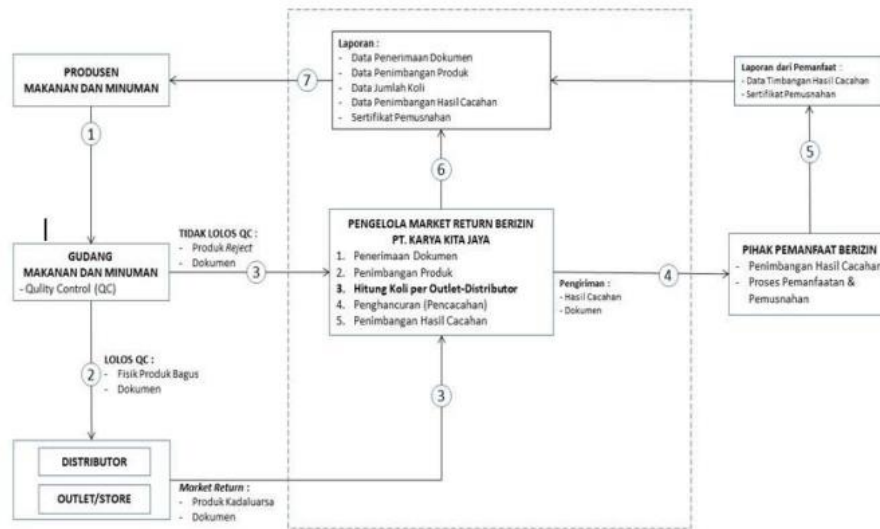 PRODUSEN
MAKANAN DAN MINUMAN
1
GUDANG
MAKANAN DAN MINUMAN
- Qulity Control (QC)
TIDAK LOLOS QC :
- Produk Reject
- Dokumen
3
LOLOS QC :
- Fisik Produk Bagus
- Dokumen
2
DISTRIBUTOR
OUTLET/STORE
Market Return :
- Produk Kadaluarsa
- Dokumen
3
Laporan :
- Data Penerimaan Dokumen
- Data Penimbangan Produk
- Data Jumlah Koli
- Data Penimbangan Hasil Cacahan
- Sertifikat Pemusnahan
7
6
PENGELOLA MARKET RETURN BERIZIN
PT. KARYA KITA JAYA
1. Penerimaan Dokumen
2. Penimbangan Produk
3. Hitung Koli per Outlet-Distributor
4. Penghancuran (Pencacahan)
5. Penimbangan Hasil Cacahan
Pengiriman :
- Hasil Cacahan
- Dokumen
4
Laporan dari Pemanfaat :
- Data Timbangan Hasil Cacahan
- Sertifikat Pemusnahan
5
PIHAK PEMANFAAT BERIZIN
- Penimbangan Hasil Cacahan
- Proses Pemanfaatan &
Pemusnahan